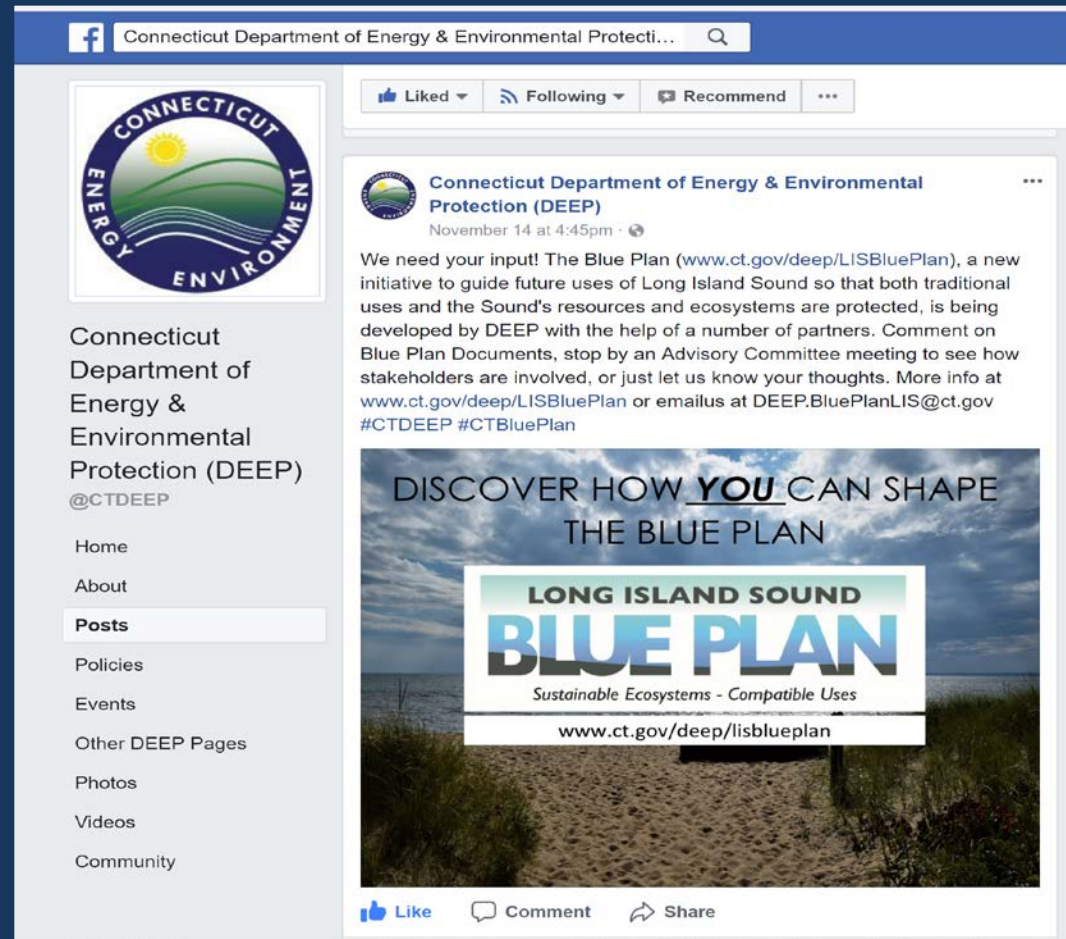 f
Connecticut Department of Energy & Environmental Protecti...
CONNECTICUT
ENERGY
ENVIRONMENT
Connecticut
Department of
Energy &
Environmental
Protection (DEEP)
@CTDEEP
Home
About
Posts
Policies
Events
Other DEEP Pages
Photos
Videos
Community
Liked
Following
Recommend
...
CONNECTICUT
ENERGY
ENVIRONMENT
Connecticut Department of Energy & Environmental
Protection (DEEP)
...
November 14 at 4:45pm ·
We need your input! The Blue Plan (www.ct.gov/deep/LISBluePlan), a new
initiative to guide future uses of Long Island Sound so that both traditional
uses and the Sound's resources and ecosystems are protected, is being
developed by DEEP with the help of a number of partners. Comment on
Blue Plan Documents, stop by an Advisory Committee meeting to see how
stakeholders are involved, or just let us know your thoughts. More info at
www.ct.gov/deep/LISBluePlan or emailus at DEEP.BluePlanLIS@ct.gov
#CTDEEP #CTBluePlan
DISCOVER HOW YOU CAN SHAPE
THE BLUE PLAN
LONG ISLAND SOUND
BLUE PLAN
Sustainable Ecosystems - Compatible Uses
www.ct.gov/deep/lisblueplan
Like
Comment
Share